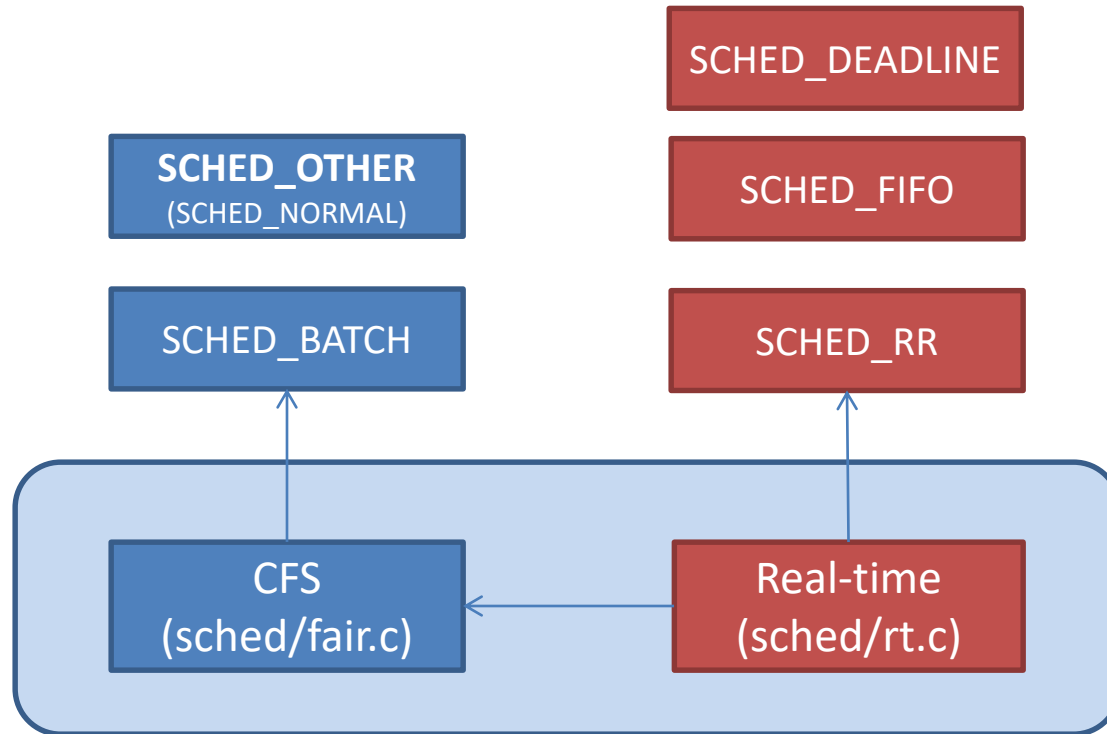 SCHED_DEADLINE
SCHED_OTHER
(SCHED_NORMAL)
SCHED_FIFO
SCHED_BATCH
SCHED_RR
CFS
(sched/fair.c)
Real-time
(sched/rt.c)